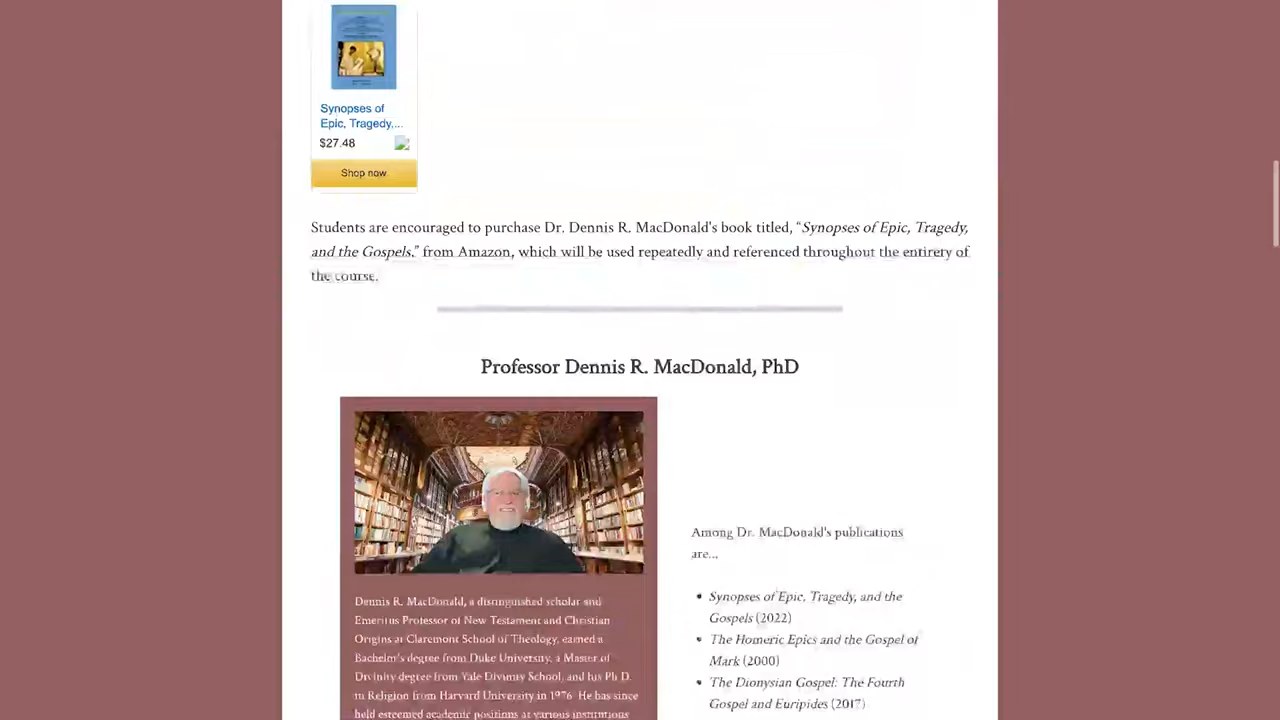 Synopses of
Epic, Tragedy,...
$27.48
Shop now
Students are encouraged to purchase Dr. Dennis R. MacDonald's book titled, “Synopses of Epic, Tragedy,
and the Gospels,” from Amazon, which will be used repeatedly and referenced throughout the entirety of
the course.
Professor Dennis R. MacDonald, PhD
Dennis R. MacDonald, a distinguished scholar and
Emeritus Professor of New Testament and Christian
Origins at Claremont School of Theology, earned a
Bachelor's degree from Duke University, a Master of
Divinity degree from Yale Divinity School, and his Ph.D.
in Religion from Harvard University in 1976. He has since
held esteemed academic positions at various institutions
Among Dr. MacDonald's publications
are...
• Synopses of Epic, Tragedy, and the
Gospels (2022)
• The Homeric Epics and the Gospel of
Mark (2000)
• The Dionysian Gospel: The Fourth
Gospel and Euripides (2017)